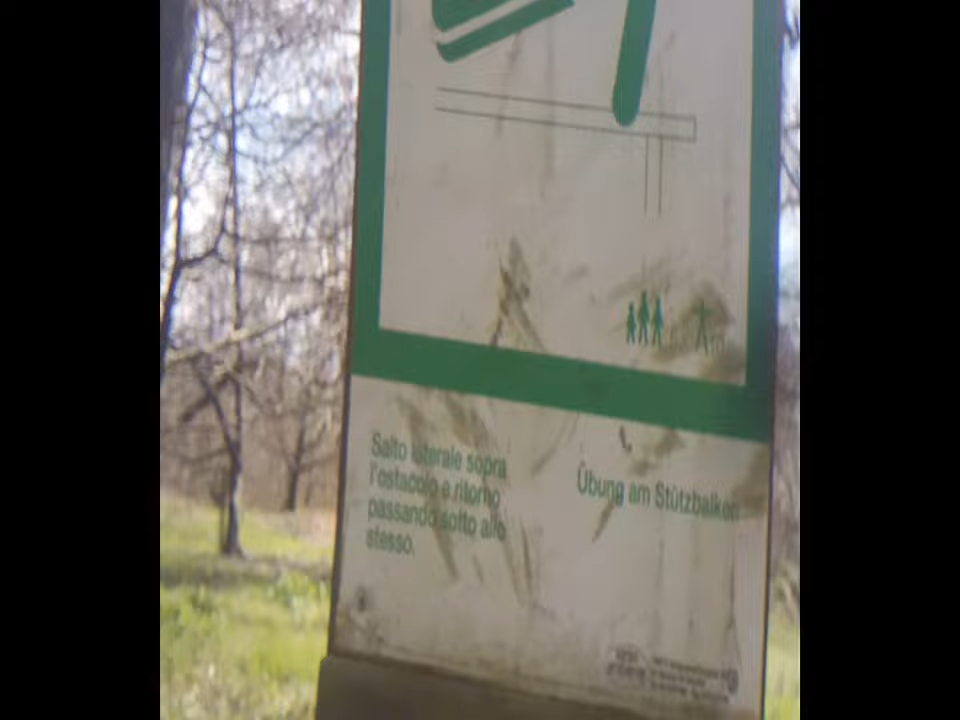 Salto laterale sopra
l'ostacolo e ritorno
passando sotto allo
stesso.
Übung am Stützbalken